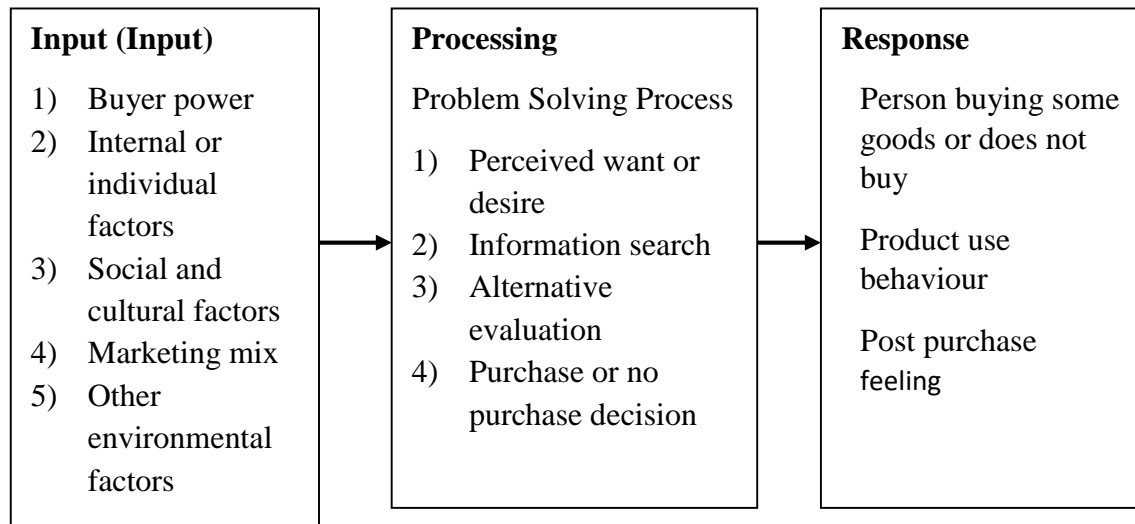 Input (Input)
1) Buyer power
2) Internal or
individual
factors
3) Social and
cultural factors
4) Marketing mix
5) Other
environmental
factors
Processing
Problem Solving Process
1) Perceived want or
desire
2) Information search
3) Alternative
evaluation
4) Purchase or no
purchase decision
Response
Person buying some
goods or does not
buy
Product use
behaviour
Post purchase
feeling